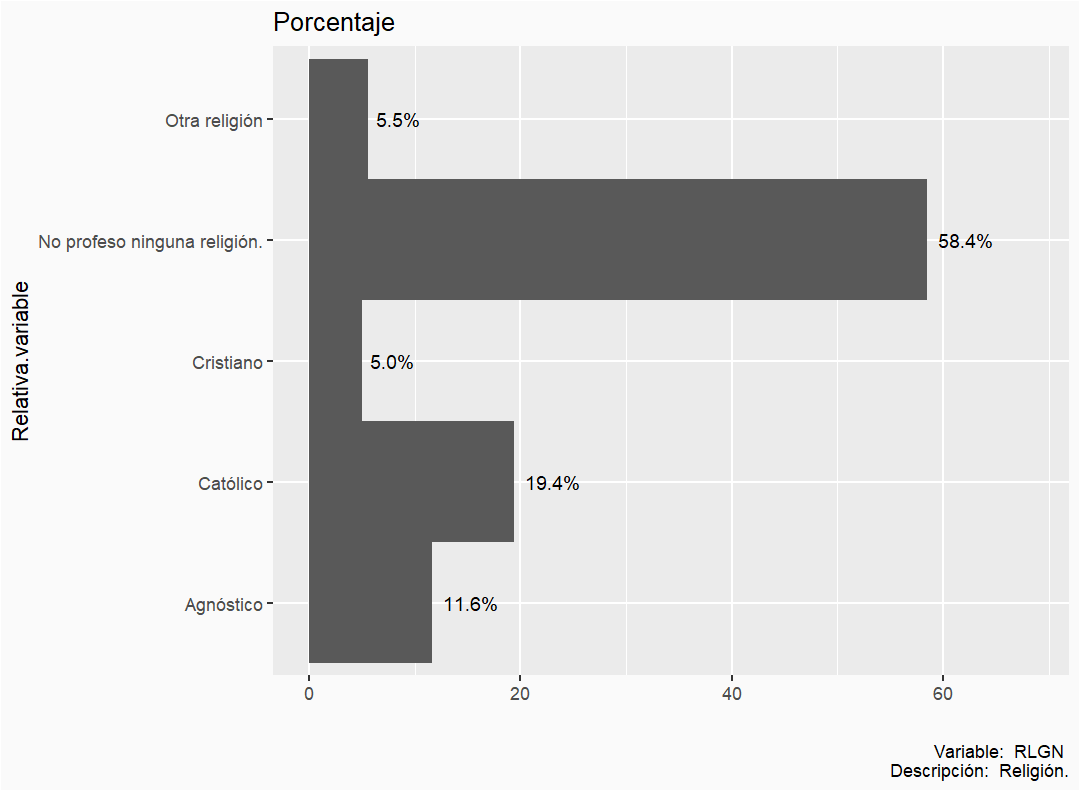 Porcentaje
Otra religión
5.5%
No profeso ninguna religión.
58.4%
Cristiano
5.0%
Católico
19.4%
Agnóstico
11.6%
Relativa.variable
0 20 40 60
Variable:  RLGN
Descripción:  Religión.